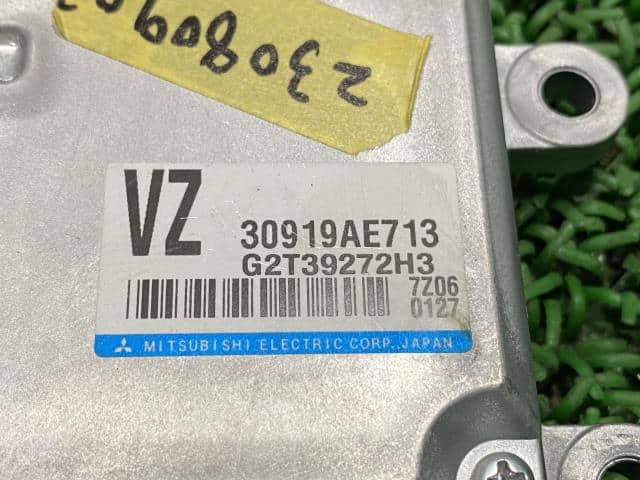 230809
VZ
30919AE713
G2T39272H3
7Z06
0127
MITSUBISHI ELECTRIC CORP., JAPAN